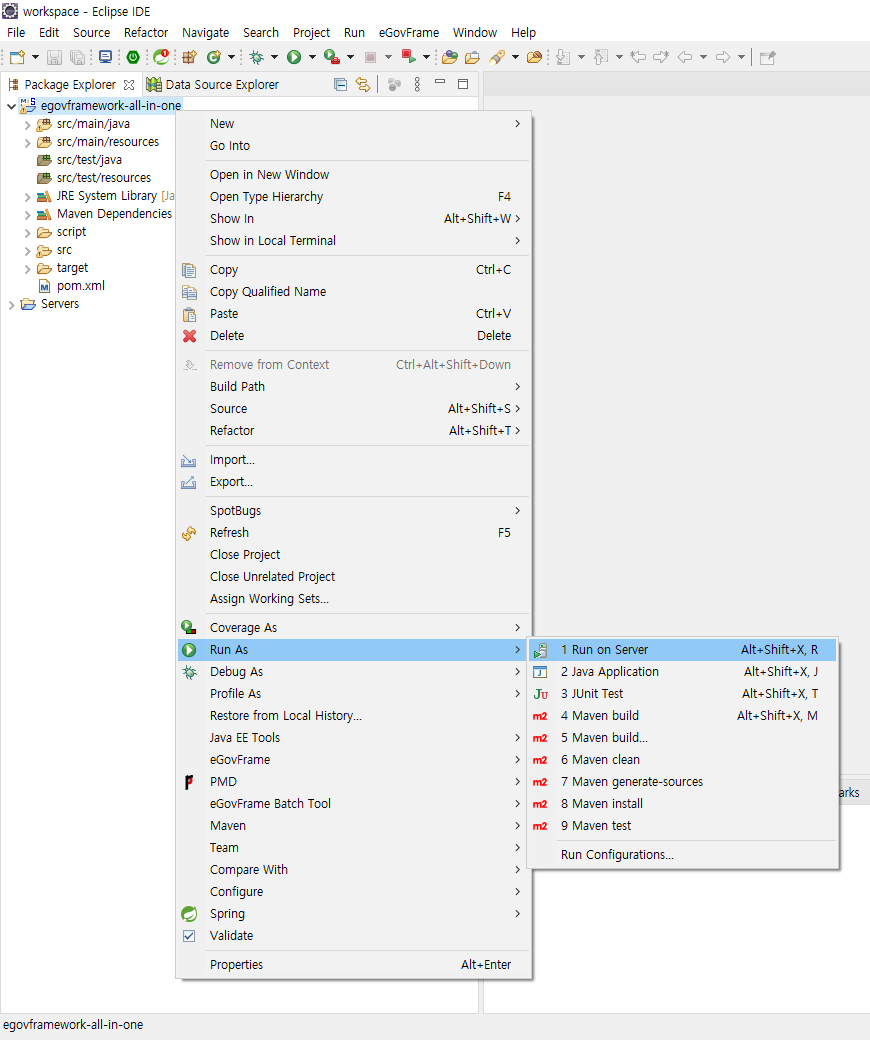 workspace - Eclipse IDE
File Edit Source Refactor Navigate Search Project Run eGovFrame Window Help
Package Explorer Data Source Explorer
egovframework-all-in-one
src/main/java
src/main/resources
src/test/java
src/test/resources
JRE System Library [Ja
Maven Dependencies
script
src
target
pom.xml
Servers
New
Go Into
Open in New Window
Open Type Hierarchy F4
Show In Alt+Shift+W
Show in Local Terminal
Copy Ctrl+C
Copy Qualified Name
Paste Ctrl+V
Delete Delete
Remove from Context Ctrl+Alt+Shift+Down
Build Path
Source Alt+Shift+S
Refactor Alt+Shift+T
Import...
Export...
SpotBugs
Refresh F5
Close Project
Close Unrelated Project
Assign Working Sets...
Coverage As
Run As
Debug As
Profile As
Restore from Local History...
Java EE Tools
eGovFrame
PMD
eGovFrame Batch Tool
Maven
Team
Compare With
Configure
Spring
Validate
Properties Alt+Enter
1 Run on Server Alt+Shift+X, R
2 Java Application Alt+Shift+X, J
Ju 3 JUnit Test Alt+Shift+X, T
m2 4 Maven build Alt+Shift+X, M
m2 5 Maven build...
m2 6 Maven clean
m2 7 Maven generate-sources
m2 8 Maven install
m2 9 Maven test
Run Configurations...
arks
egovframework-all-in-one